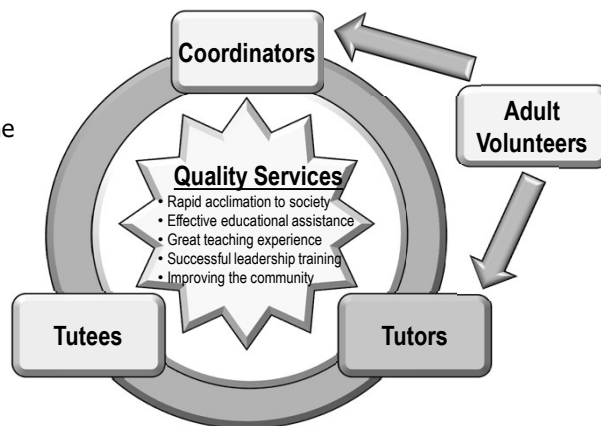 Coordinators
Adult
Volunteers
Quality Services
• Rapid acclimation to society
• Effective educational assistance
• Great teaching experience
• Successful leadership training
• Improving the community
Tutees
Tutors